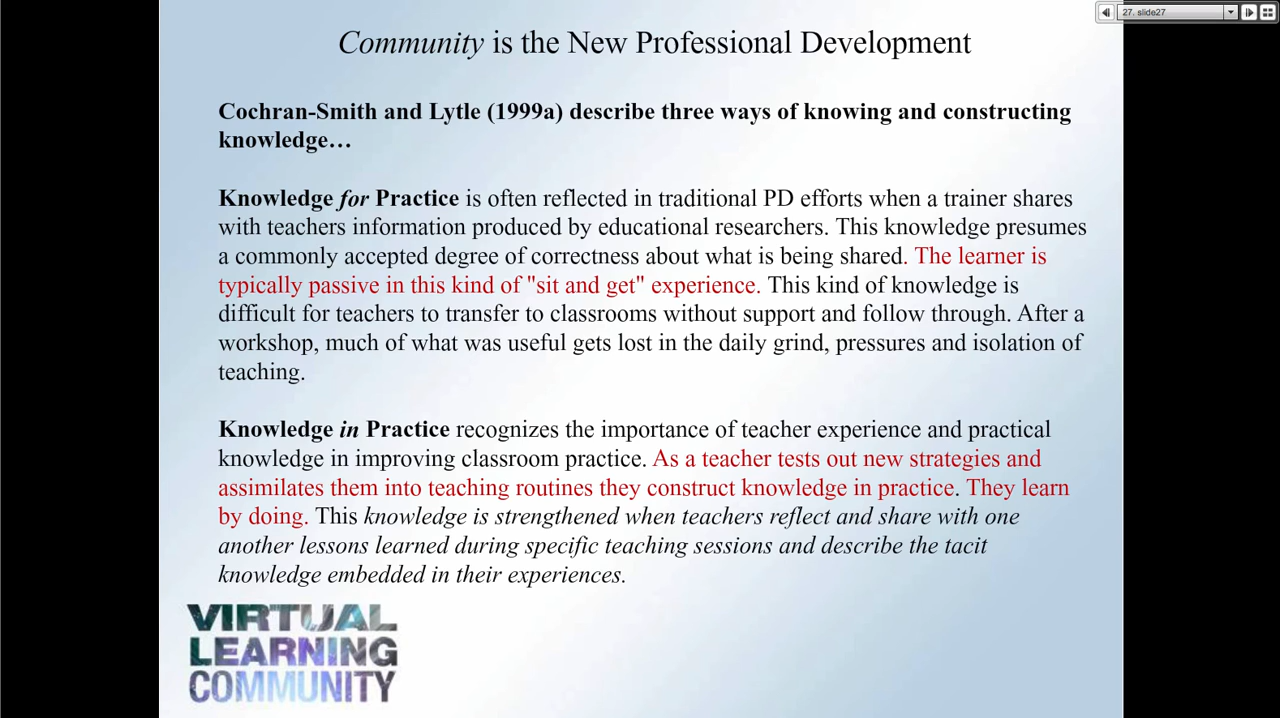 27. slide27
Community is the New Professional Development
Cochran-Smith and Lytle (1999a) describe three ways of knowing and constructing
knowledge…
Knowledge for Practice is often reflected in traditional PD efforts when a trainer shares
with teachers information produced by educational researchers. This knowledge presumes
a commonly accepted degree of correctness about what is being shared. The learner is
typically passive in this kind of "sit and get" experience. This kind of knowledge is
difficult for teachers to transfer to classrooms without support and follow through. After a
workshop, much of what was useful gets lost in the daily grind, pressures and isolation of
teaching.
Knowledge in Practice recognizes the importance of teacher experience and practical
knowledge in improving classroom practice. As a teacher tests out new strategies and
assimilates them into teaching routines they construct knowledge in practice. They learn
by doing. This knowledge is strengthened when teachers reflect and share with one
another lessons learned during specific teaching sessions and describe the tacit
knowledge embedded in their experiences.
VIRTUAL
LEARNING
COMMUNITY